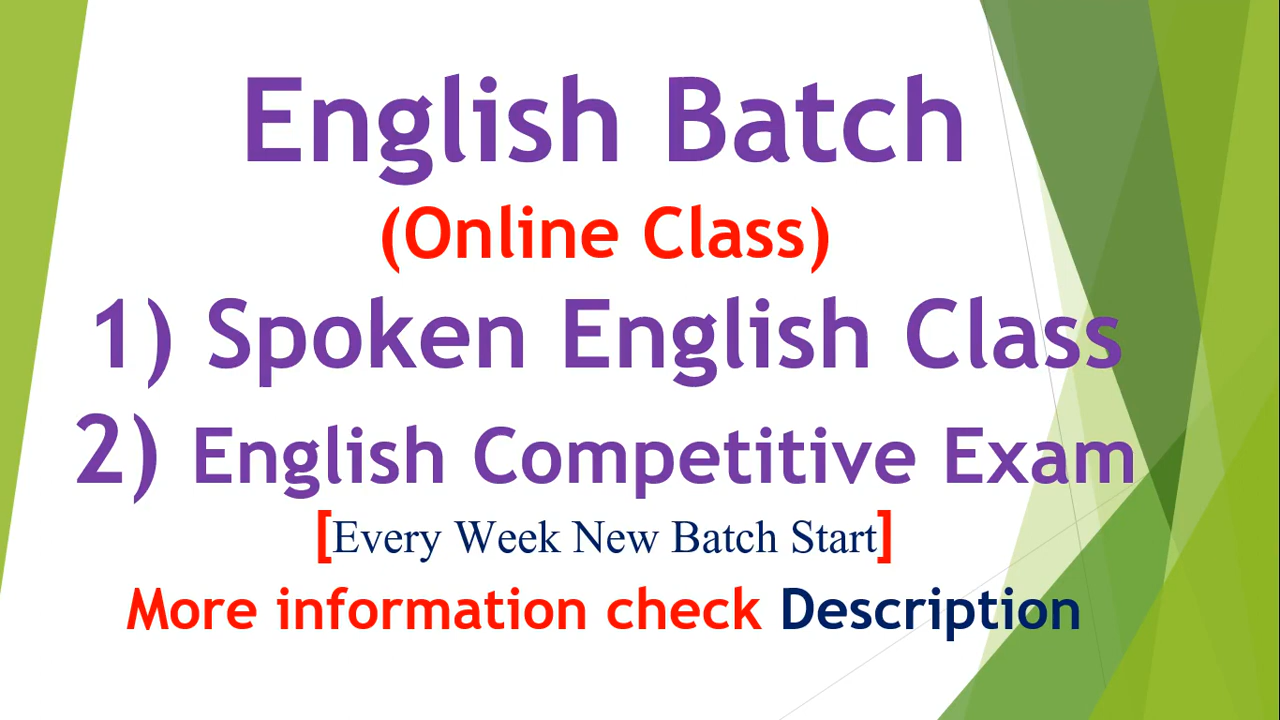 English Batch
(Online Class)
1) Spoken English Class
2) English Competitive Exam
[Every Week New Batch Start]
More information check Description